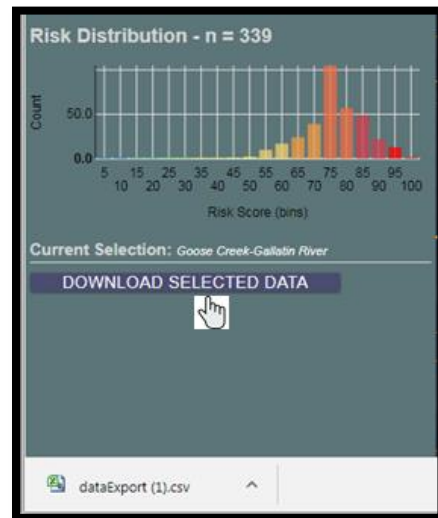 Risk Distribution - n = 339
Count
50.0
0.0
5 15 25 35 45 55 65 75 85 95
10 20 30 40 50 60 70 80 90 100
Risk Score (bins)
Current Selection: Goose Creek-Gallatin River
DOWNLOAD SELECTED DATA
dataExport (1).csv